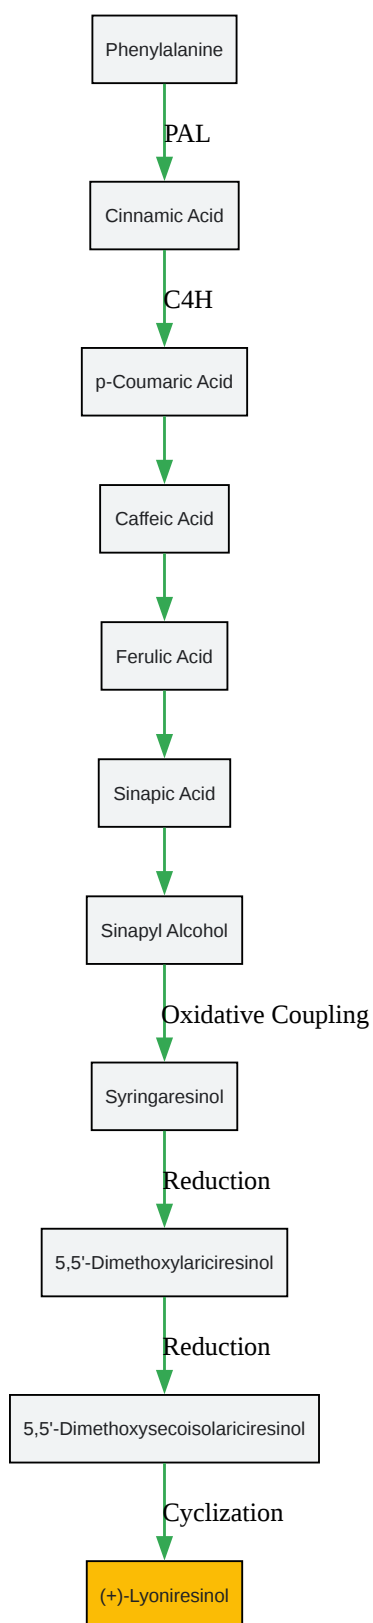 Phenylalanine
PAL
Cinnamic Acid
C4H
p-Coumaric Acid
Caffeic Acid
Ferulic Acid
Sinapic Acid
Sinapyl Alcohol
Oxidative Coupling
Syringaresinol
Reduction
5,5'-Dimethoxylariciresinol
Reduction
5,5'-Dimethoxysecoisolariciresinol
Cyclization
(+)-Lyoniresinol